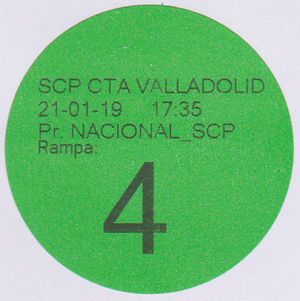 SCP CTA VALLADOLID
21-01-19 17:35
Pr. NACIONAL_SCP
Rampa:
4